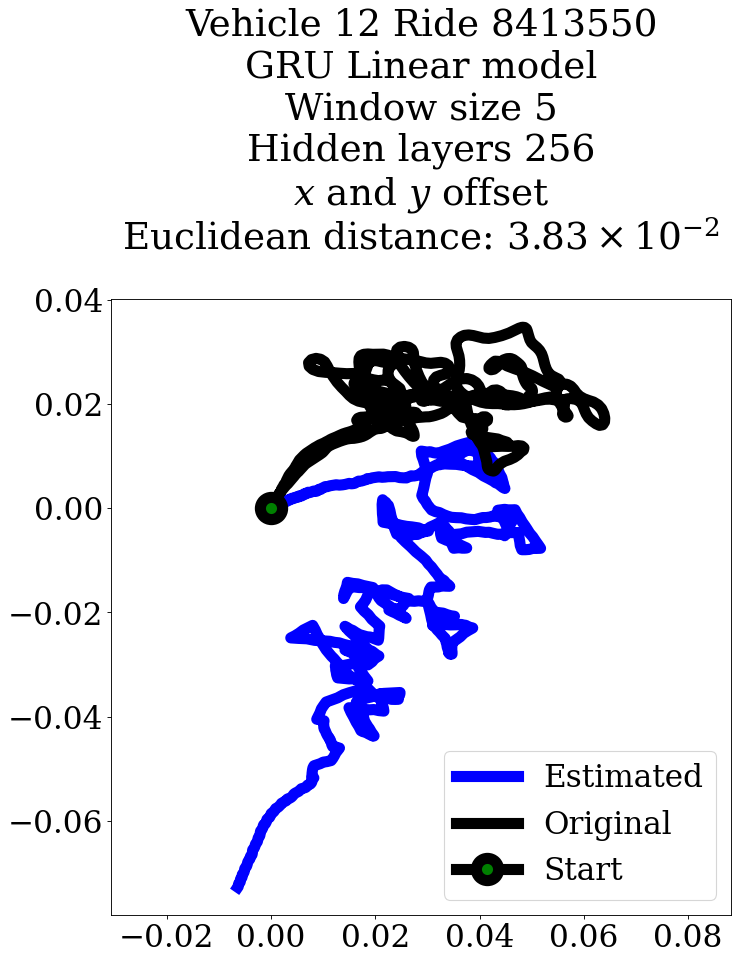 Vehicle 12 Ride 8413550
GRU Linear model
Window size 5
Hidden layers 256
x and y offset
Euclidean distance: 3.83 × 10⁻²
0.04
0.02
0.00
−0.02
−0.04
−0.06
Estimated
Original
Start
−0.02 0.00 0.02 0.04 0.06 0.08